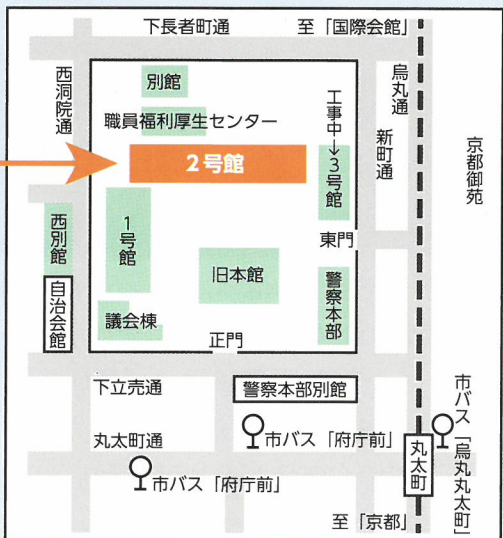 下長者町通
至「国際会館」
西洞院通
別館
職員福利厚生センター
工事中→3号館
烏丸通
新町通
京都御苑
2号館
西別館
1号館
東門
旧本館
自治会館
議会棟
正門
警察本部
下立売通
警察本部別館
丸太町通
市バス「府庁前」
市バス「府庁前」
丸太町
市バス「烏丸丸太町」
至「京都」